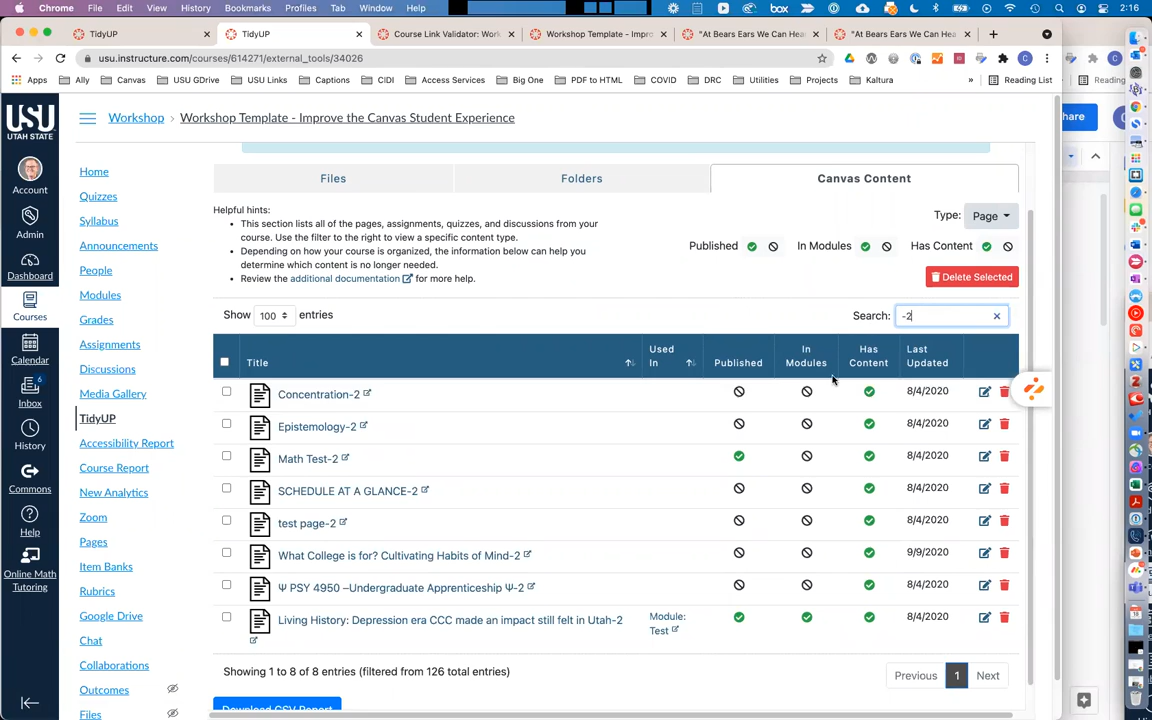 Chrome File Edit View History Bookmarks Profiles Tab Window Help 2:16
TidyUP
TidyUP
Course Link Validator: Work
Workshop Template - Impro
"At Bears Ears We Can Hear
"At Bears Ears We Can Hea
usu.instructure.com/courses/614271/external_tools/34026
Apps Ally Canvas USU GDrive USU Links Captions CIDI Access Services Big One PDF to HTML COVID DRC Utilities Projects Kaltura » Reading List
USU
UTAH STATE
Account
Admin
Dashboard
Courses
Calendar
6
Inbox
History
Commons
Help
Online Math
Tutoring
Workshop › Workshop Template - Improve the Canvas Student Experience
Home
Quizzes
Syllabus
Announcements
People
Modules
Grades
Assignments
Discussions
Media Gallery
TidyUP
Accessibility Report
Course Report
New Analytics
Zoom
Pages
Item Banks
Rubrics
Google Drive
Chat
Collaborations
Outcomes
Files
Files Folders Canvas Content
Helpful hints:
• This section lists all of the pages, assignments, quizzes, and discussions from your
course. Use the filter to the right to view a specific content type.
• Depending on how your course is organized, the information below can help you
determine which content is no longer needed.
• Review the additional documentation for more help.
Type: Page
Published In Modules Has Content
Delete Selected
Show 100 entries
Search: -2
Title Used In Published In Modules Has Content Last Updated
Concentration-2 8/4/2020
Epistemology-2 8/4/2020
Math Test-2 8/4/2020
SCHEDULE AT A GLANCE-2 8/4/2020
test page-2 8/4/2020
What College is for? Cultivating Habits of Mind-2 9/9/2020
Ψ PSY 4950 –Undergraduate Apprenticeship Ψ-2 8/4/2020
Living History: Depression era CCC made an impact still felt in Utah-2 Module: Test 8/4/2020
Showing 1 to 8 of 8 entries (filtered from 126 total entries)
Previous 1 Next
Download CSV Report